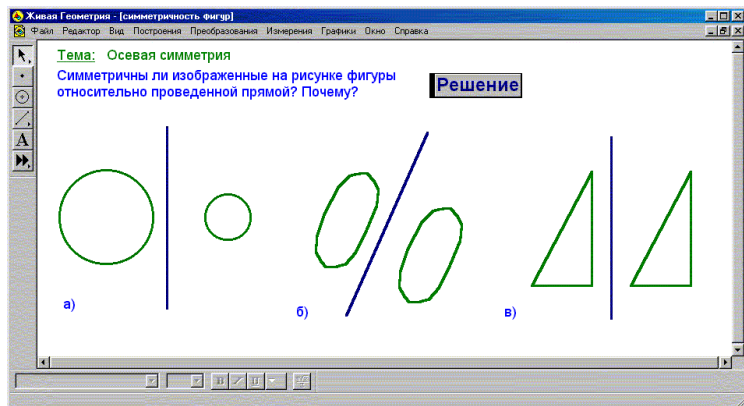 Живая Геометрия - [симметричность фигур]
Файл Редактор Вид Построения Преобразования Измерения Графики Окно Справка
Тема: Осевая симметрия
Симметричны ли изображенные на рисунке фигуры
относительно проведенной прямой? Почему?
Решение
A
а)
б)
в)
B U